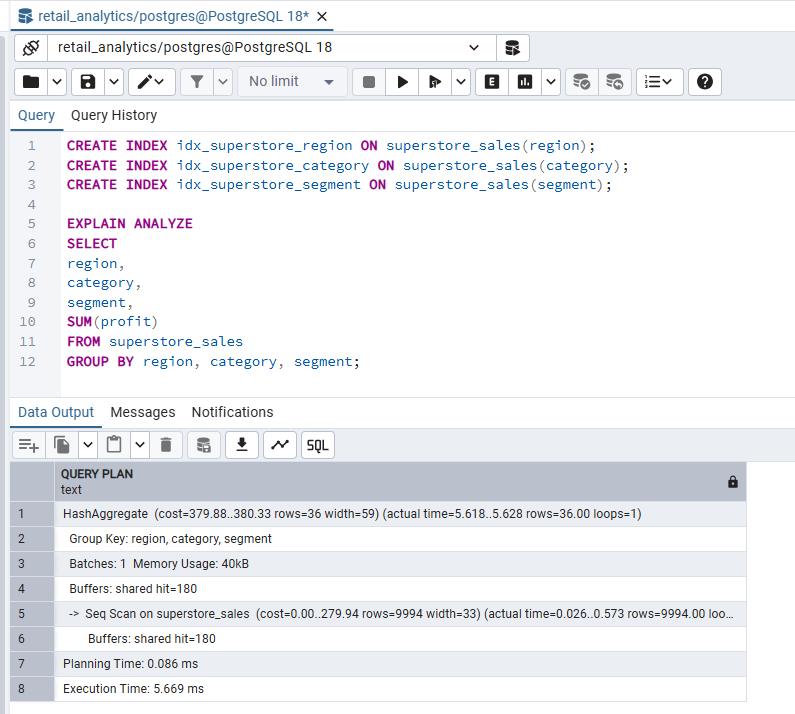 retail_analytics/postgres@PostgreSQL 18*
retail_analytics/postgres@PostgreSQL 18
No limit
E
Query Query History
1 CREATE INDEX idx_superstore_region ON superstore_sales(region);
2 CREATE INDEX idx_superstore_category ON superstore_sales(category);
3 CREATE INDEX idx_superstore_segment ON superstore_sales(segment);
4
5 EXPLAIN ANALYZE
6 SELECT
7 region,
8 category,
9 segment,
10 SUM(profit)
11 FROM superstore_sales
12 GROUP BY region, category, segment;
Data Output Messages Notifications
SQL
QUERY PLAN
text
1 HashAggregate (cost=379.88..380.33 rows=36 width=59) (actual time=5.618..5.628 rows=36.00 loops=1)
2 Group Key: region, category, segment
3 Batches: 1 Memory Usage: 40kB
4 Buffers: shared hit=180
5 -> Seq Scan on superstore_sales (cost=0.00..279.94 rows=9994 width=33) (actual time=0.026..0.573 rows=9994.00 loo...
6 Buffers: shared hit=180
7 Planning Time: 0.086 ms
8 Execution Time: 5.669 ms